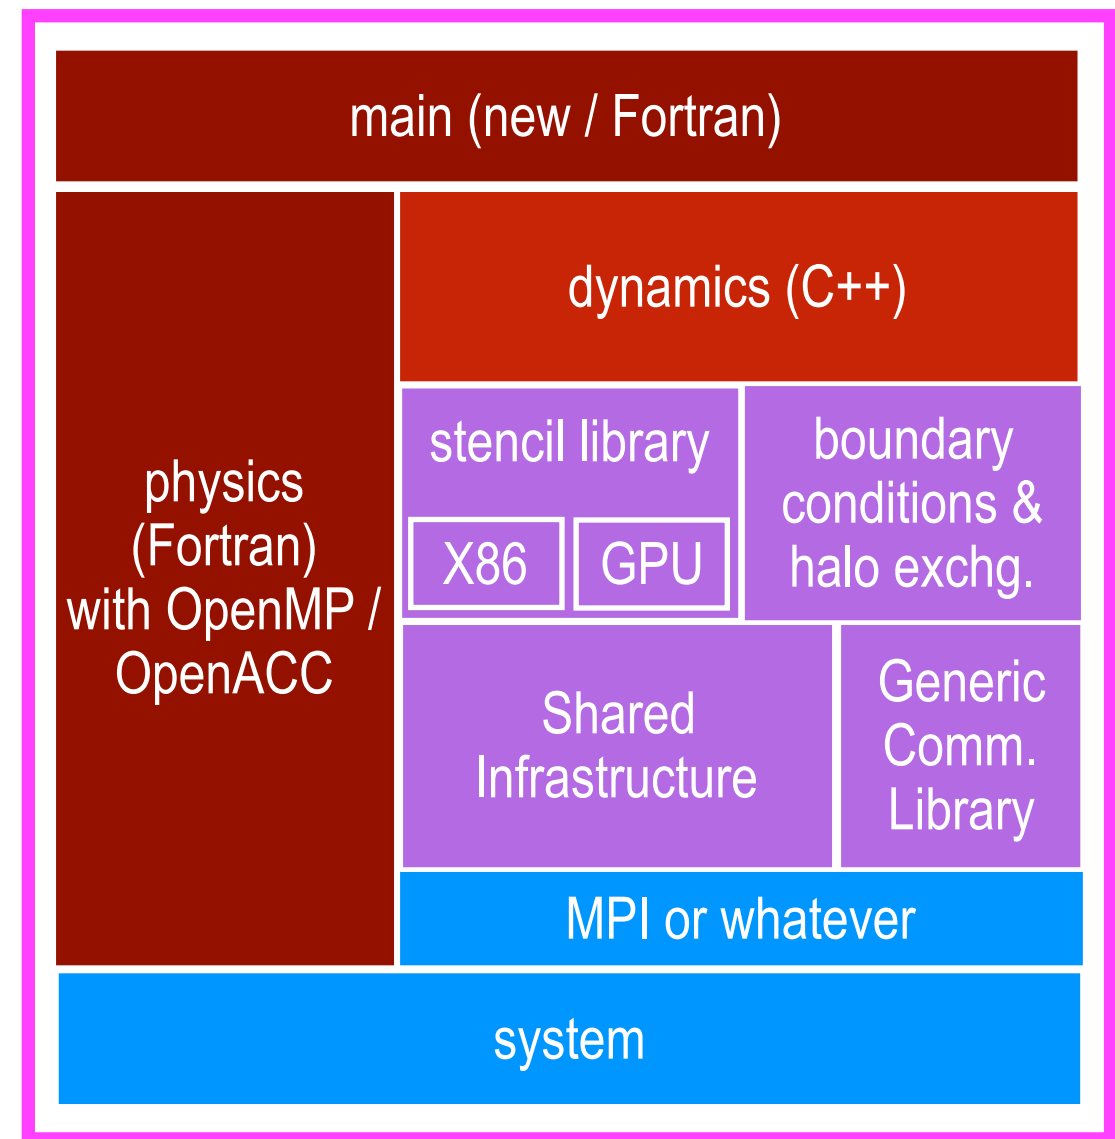 main (new / Fortran)
physics
(Fortran)
with OpenMP /
OpenACC
dynamics (C++)
stencil library
X86
GPU
boundary
conditions &
halo exchg.
Shared
Infrastructure
Generic
Comm.
Library
MPI or whatever
system